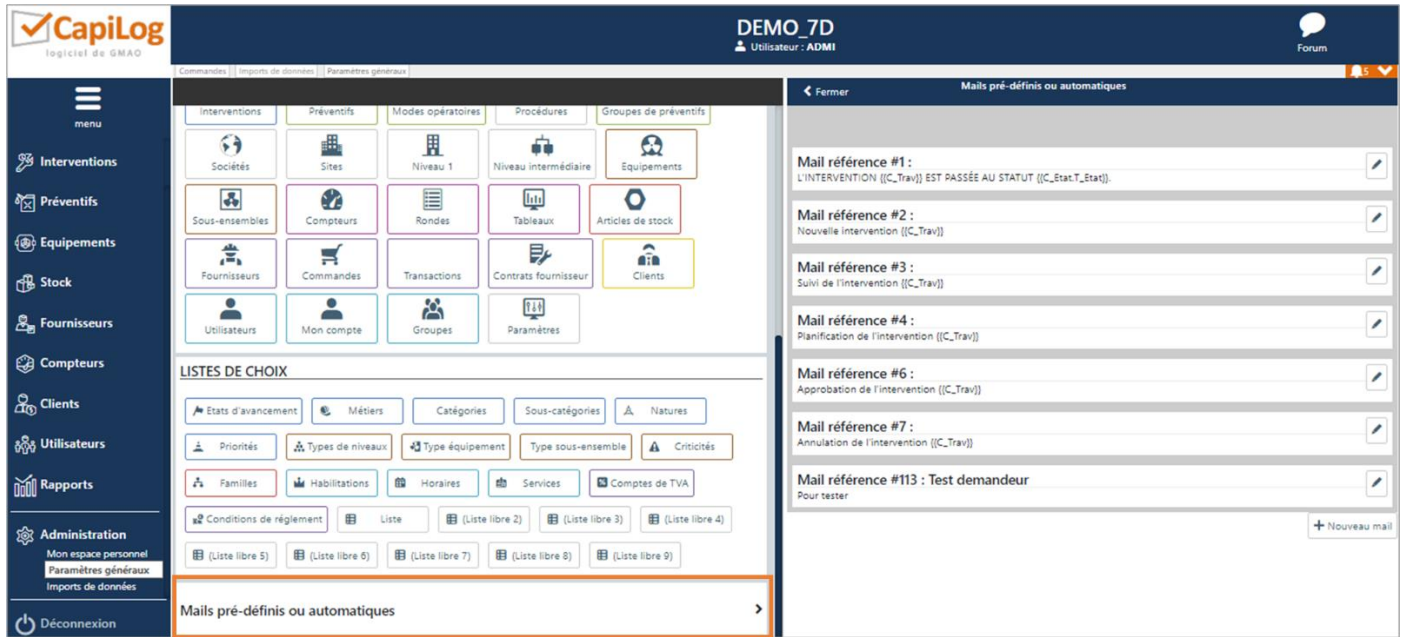 CapiLog
logiciel de GMAO
DEMO_7D
Utilisateur : ADMI
Forum
Commandes Imports de données Paramètres généraux
5
menu
Interventions
Préventifs
Equipements
Stock
Fournisseurs
Compteurs
Clients
Utilisateurs
Rapports
Administration
Mon espace personnel
Paramètres généraux
Imports de données
Déconnexion
Interventions Préventifs Modes opératoires Procédures Groupes de préventifs
Sociétés Sites Niveau 1 Niveau intermédiaire Equipements
Sous-ensembles Compteurs Rondes Tableaux Articles de stock
Fournisseurs Commandes Transactions Contrats fournisseur Clients
Utilisateurs Mon compte Groupes Paramètres
LISTES DE CHOIX
Etats d'avancement Métiers Catégories Sous-catégories Natures
Priorités Types de niveaux Type équipement Type sous-ensemble Criticités
Familles Habilitations Horaires Services Comptes de TVA
Conditions de réglement Liste (Liste libre 2) (Liste libre 3) (Liste libre 4)
(Liste libre 5) (Liste libre 6) (Liste libre 7) (Liste libre 8) (Liste libre 9)
Mails pré-définis ou automatiques
Fermer
Mails pré-définis ou automatiques
Mail référence #1 :
L'INTERVENTION {{C_Trav}} EST PASSÉE AU STATUT {{C_Etat.T_Etat}}.
Mail référence #2 :
Nouvelle intervention {{C_Trav}}
Mail référence #3 :
Suivi de l'intervention {{C_Trav}}
Mail référence #4 :
Planification de l'intervention {{C_Trav}}
Mail référence #6 :
Approbation de l'intervention {{C_Trav}}
Mail référence #7 :
Annulation de l'intervention {{C_Trav}}
Mail référence #113 : Test demandeur
Pour tester
+ Nouveau mail